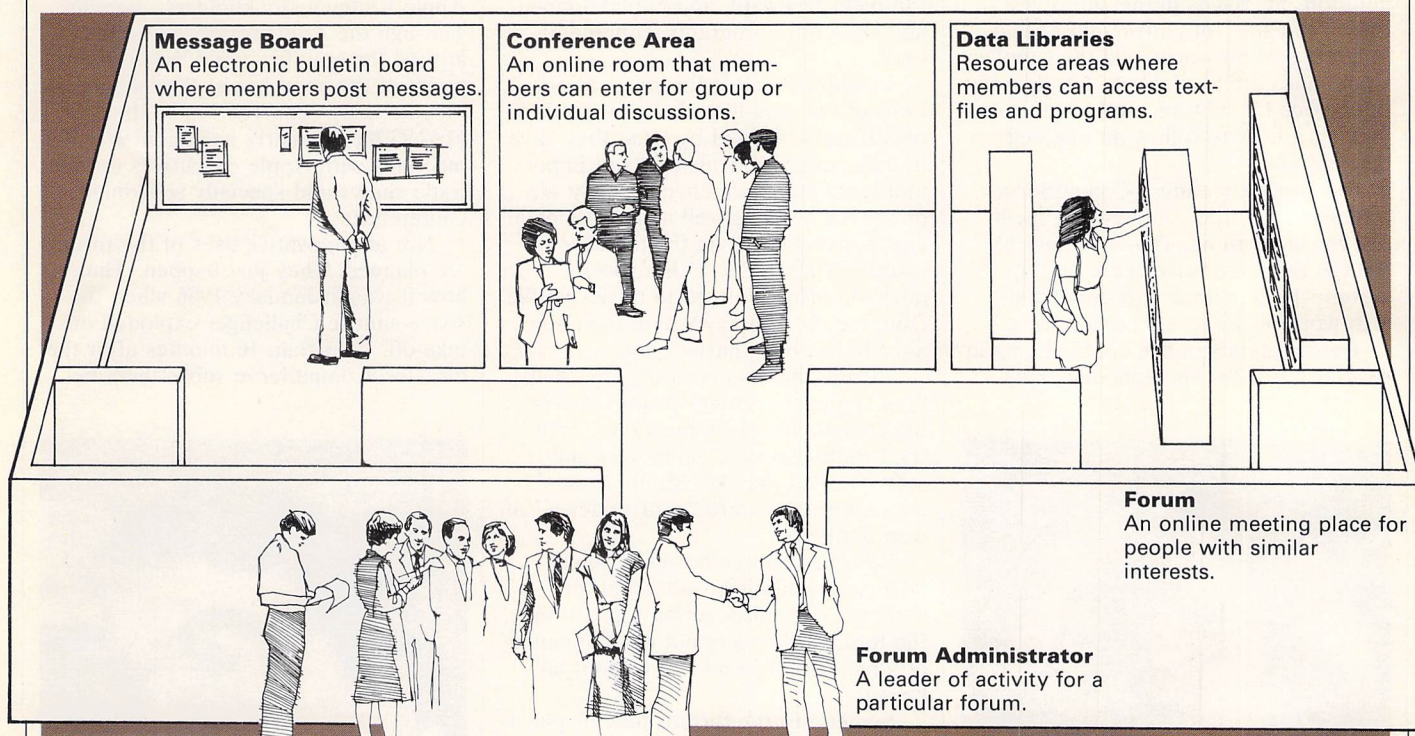 Message Board
An electronic bulletin board
where members post messages.
Conference Area
An online room that mem-
bers can enter for group or
individual discussions.
Data Libraries
Resource areas where
members can access text-
files and programs.
Forum
An online meeting place for
people with similar
interests.
Forum Administrator
A leader of activity for a
particular forum.